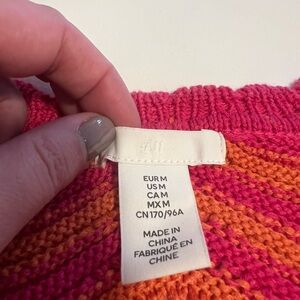 EUR M
US M
CA M
MX M
CN 170/96A
MADE IN
CHINA
FABRIQUÉ EN
CHINE